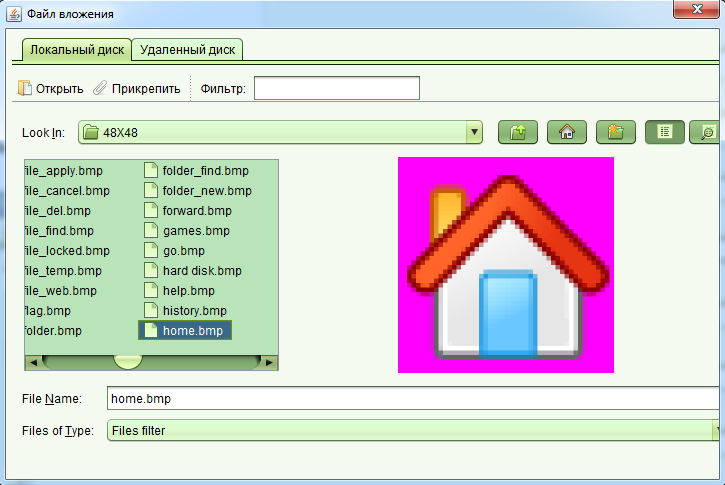 Файл вложения
Локальный диск Удаленный диск
Открыть Прикрепить Фильтр:
Look In: 48X48
file_apply.bmp folder_find.bmp
file_cancel.bmp folder_new.bmp
file_del.bmp forward.bmp
file_find.bmp games.bmp
file_locked.bmp go.bmp
file_temp.bmp hard disk.bmp
file_web.bmp help.bmp
flag.bmp history.bmp
folder.bmp home.bmp
File Name: home.bmp
Files of Type: Files filter